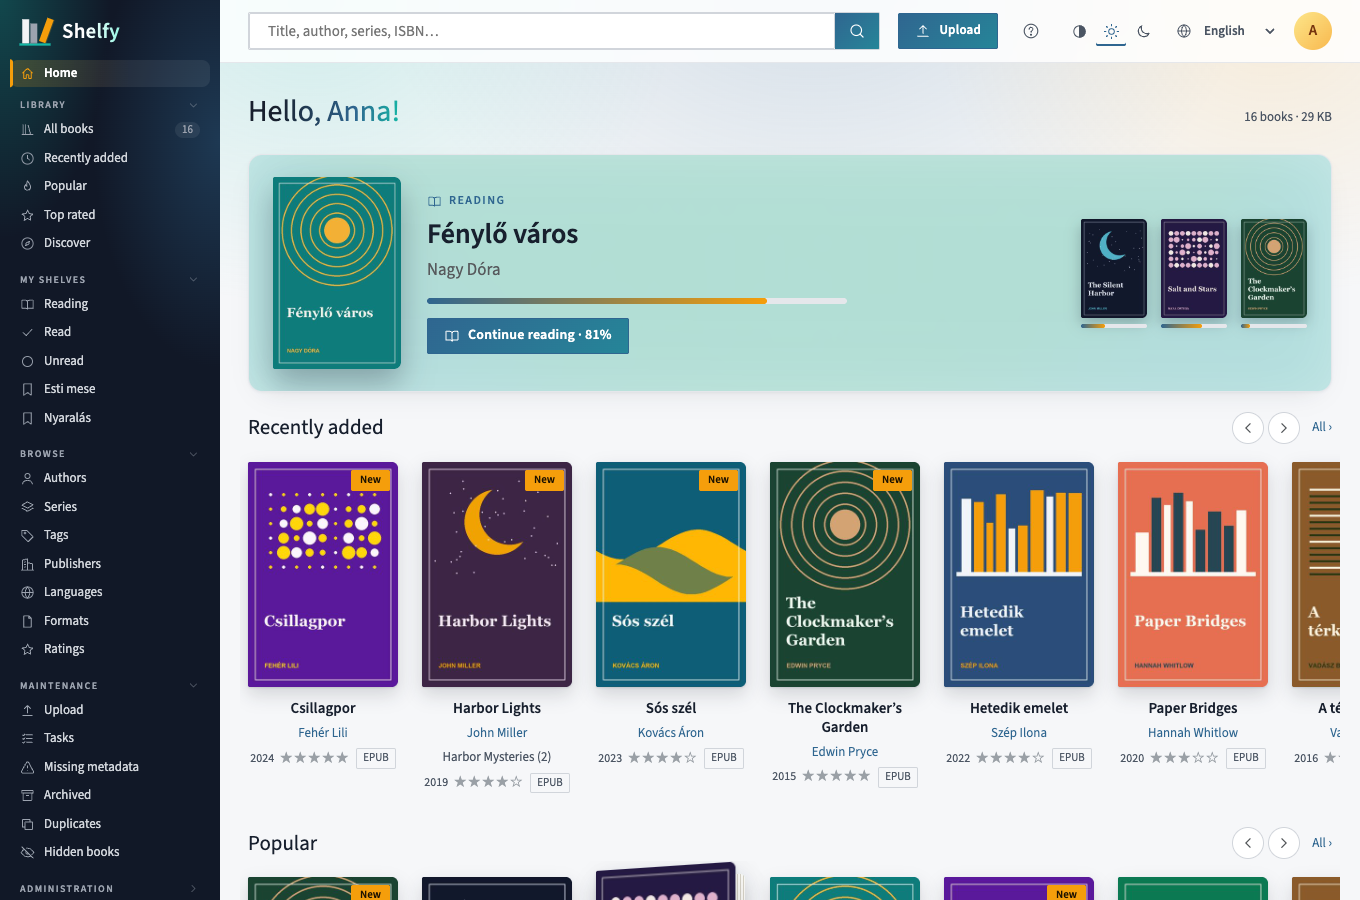 Shelfy
Title, author, series, ISBN…
Upload
English
A
Home
LIBRARY
All books
16
Recently added
Popular
Top rated
Discover
MY SHELVES
Reading
Read
Unread
Esti mese
Nyaralás
BROWSE
Authors
Series
Tags
Publishers
Languages
Formats
Ratings
MAINTENANCE
Upload
Tasks
Missing metadata
Archived
Duplicates
Hidden books
ADMINISTRATION
Hello, Anna!
16 books · 29 KB
Fénylő város
NAGY DÓRA
READING
Fénylő város
Nagy Dóra
Continue reading · 81%
The Silent
Harbor
Salt and Stars
The
Clockmaker’s
Garden
Recently added
All ›
New
Csillagpor
FEHÉR LILI
Csillagpor
Fehér Lili
2024
EPUB
New
Harbor Lights
JOHN MILLER
Harbor Lights
John Miller
Harbor Mysteries (2)
2019
EPUB
New
Sós szél
KOVÁCS ÁRON
Sós szél
Kovács Áron
2023
EPUB
New
The
Clockmaker’s
Garden
EDWIN PRYCE
The Clockmaker’s
Garden
Edwin Pryce
2015
EPUB
Hetedik
emelet
SZÉP ILONA
Hetedik emelet
Szép Ilona
2022
EPUB
Paper Bridges
HANNAH WHITLOW
Paper Bridges
Hannah Whitlow
2020
EPUB
A
2016
Popular
All ›
New
New